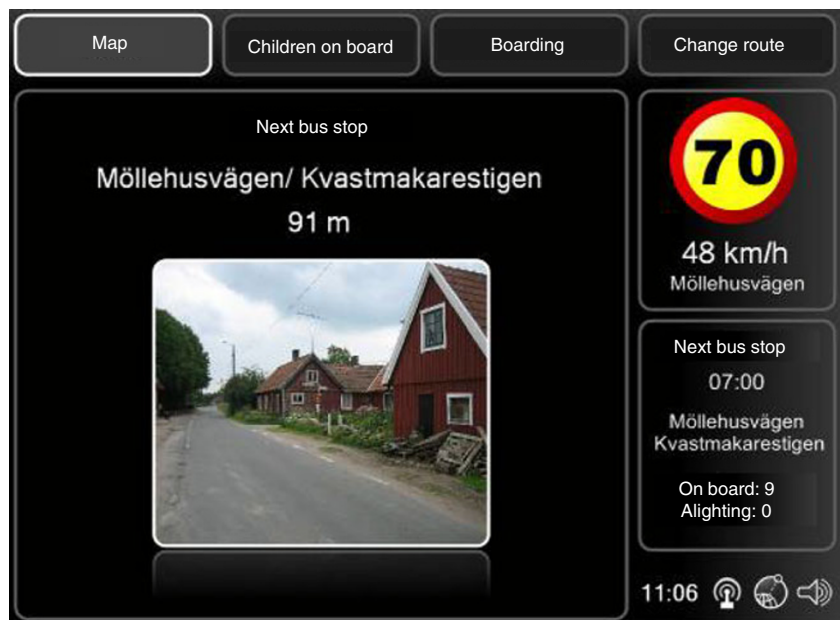 Map
Children on board
Boarding
Change route
Next bus stop
Möllehusvägen/ Kvastmakarestigen
91 m
70
48 km/h
Möllehusvägen
Next bus stop
07:00
Möllehusvägen
Kvastmakarestigen
On board: 9
Alighting: 0
11:06